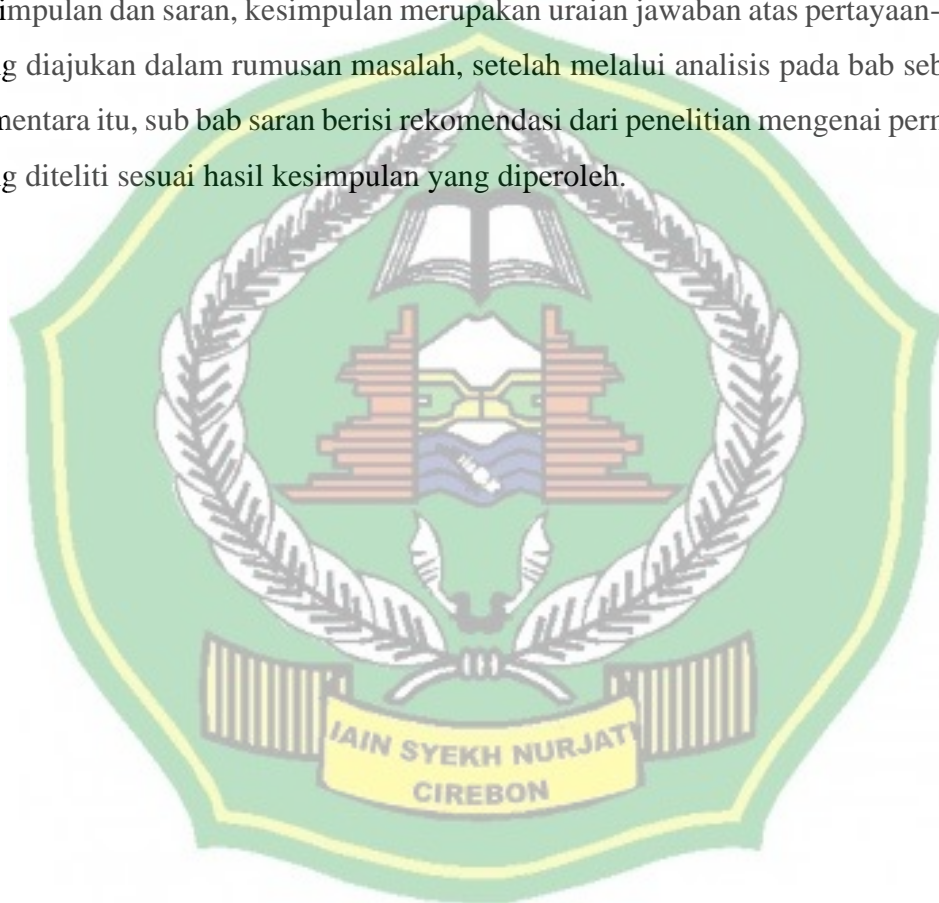 impulan dan saran, kesimpulan merupakan uraian jawaban atas pertayaan-
g diajukan dalam rumusan masalah, setelah melalui analisis pada bab seb
nentara itu, sub bab saran berisi rekomendasi dari penelitian mengenai perm
g diteliti sesuai hasil kesimpulan yang diperoleh.
IAIN SYEKH NURJATI
CIREBON